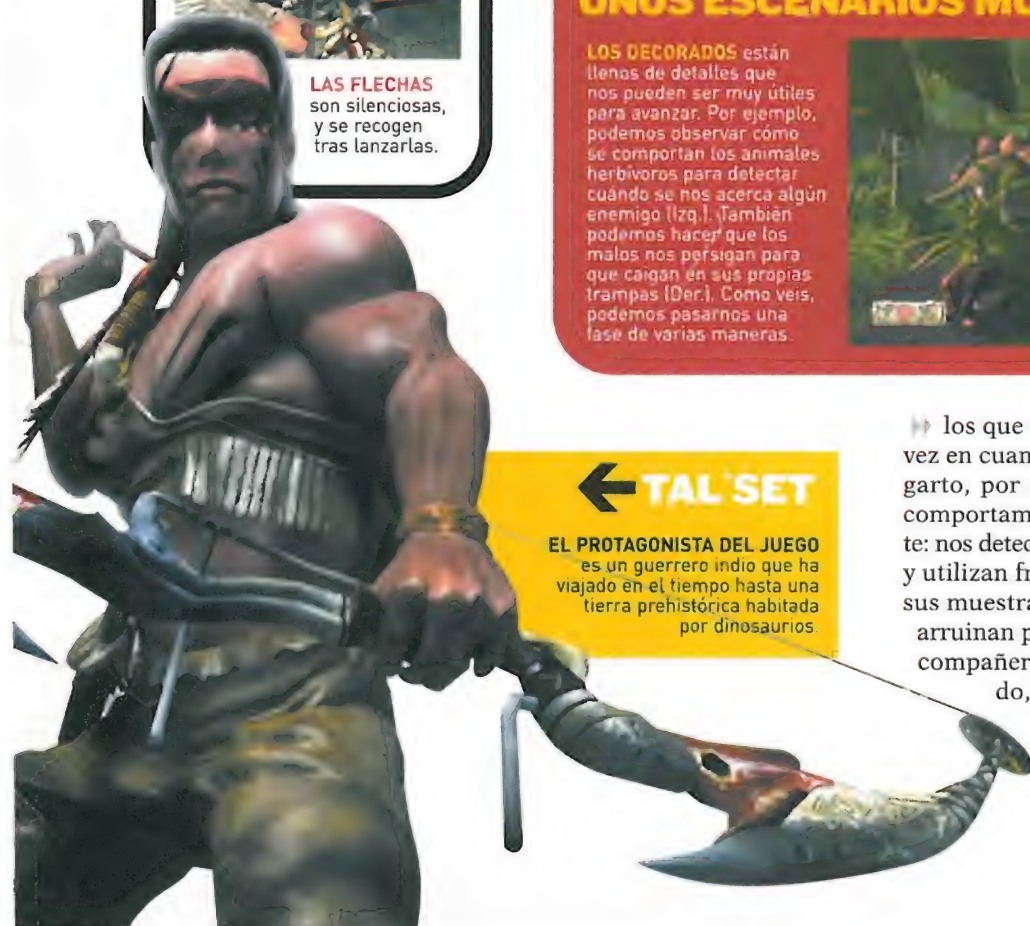 LAS FLECHAS
son silenciosas,
y se recogen
tras lanzarlas.
UNOS ESCENARIOS
LOS DECORADOS están
llenos de detalles que
nos pueden ser muy útiles
para avanzar. Por ejemplo,
podemos observar cómo
se comportan los animales
herbívoros para detectar
cuándo se nos acerca algún
enemigo (Izq.). También
podemos hacer que los
malos nos persigan para
que caigan en sus propias
trampas (Der.). Como veis,
podemos pasarnos una
fase de varias maneras.
TAL'SET
EL PROTAGONISTA DEL JUEGO
es un guerrero indio que ha
viajado en el tiempo hasta una
tierra prehistórica habitada
por dinosaurios.
los que
vez en cuan
garto, por
comportam
te: nos detec
y utilizan fr
sus muestra
arruinan p
compañer
do,